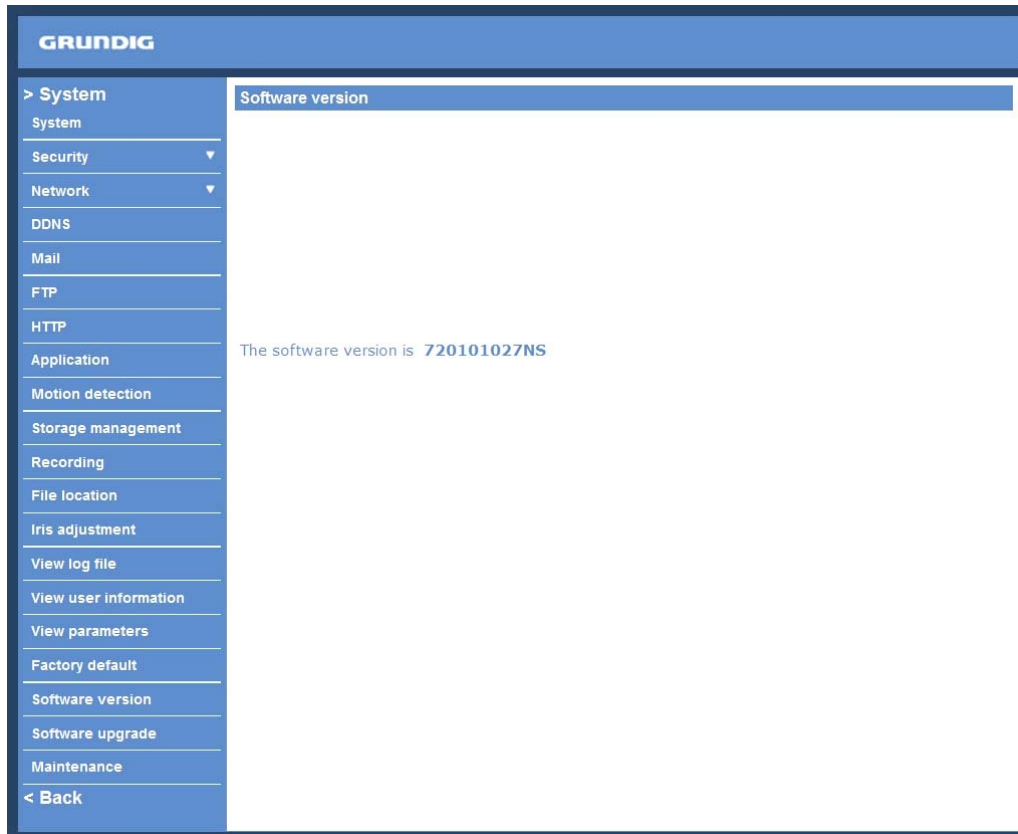 GRUNDIG
> System
System
Security
Network
DDNS
Mail
FTP
HTTP
Application
Motion detection
Storage management
Recording
File location
Iris adjustment
View log file
View user information
View parameters
Factory default
Software version
Software upgrade
Maintenance
< Back
Software version
The software version is 720101027NS